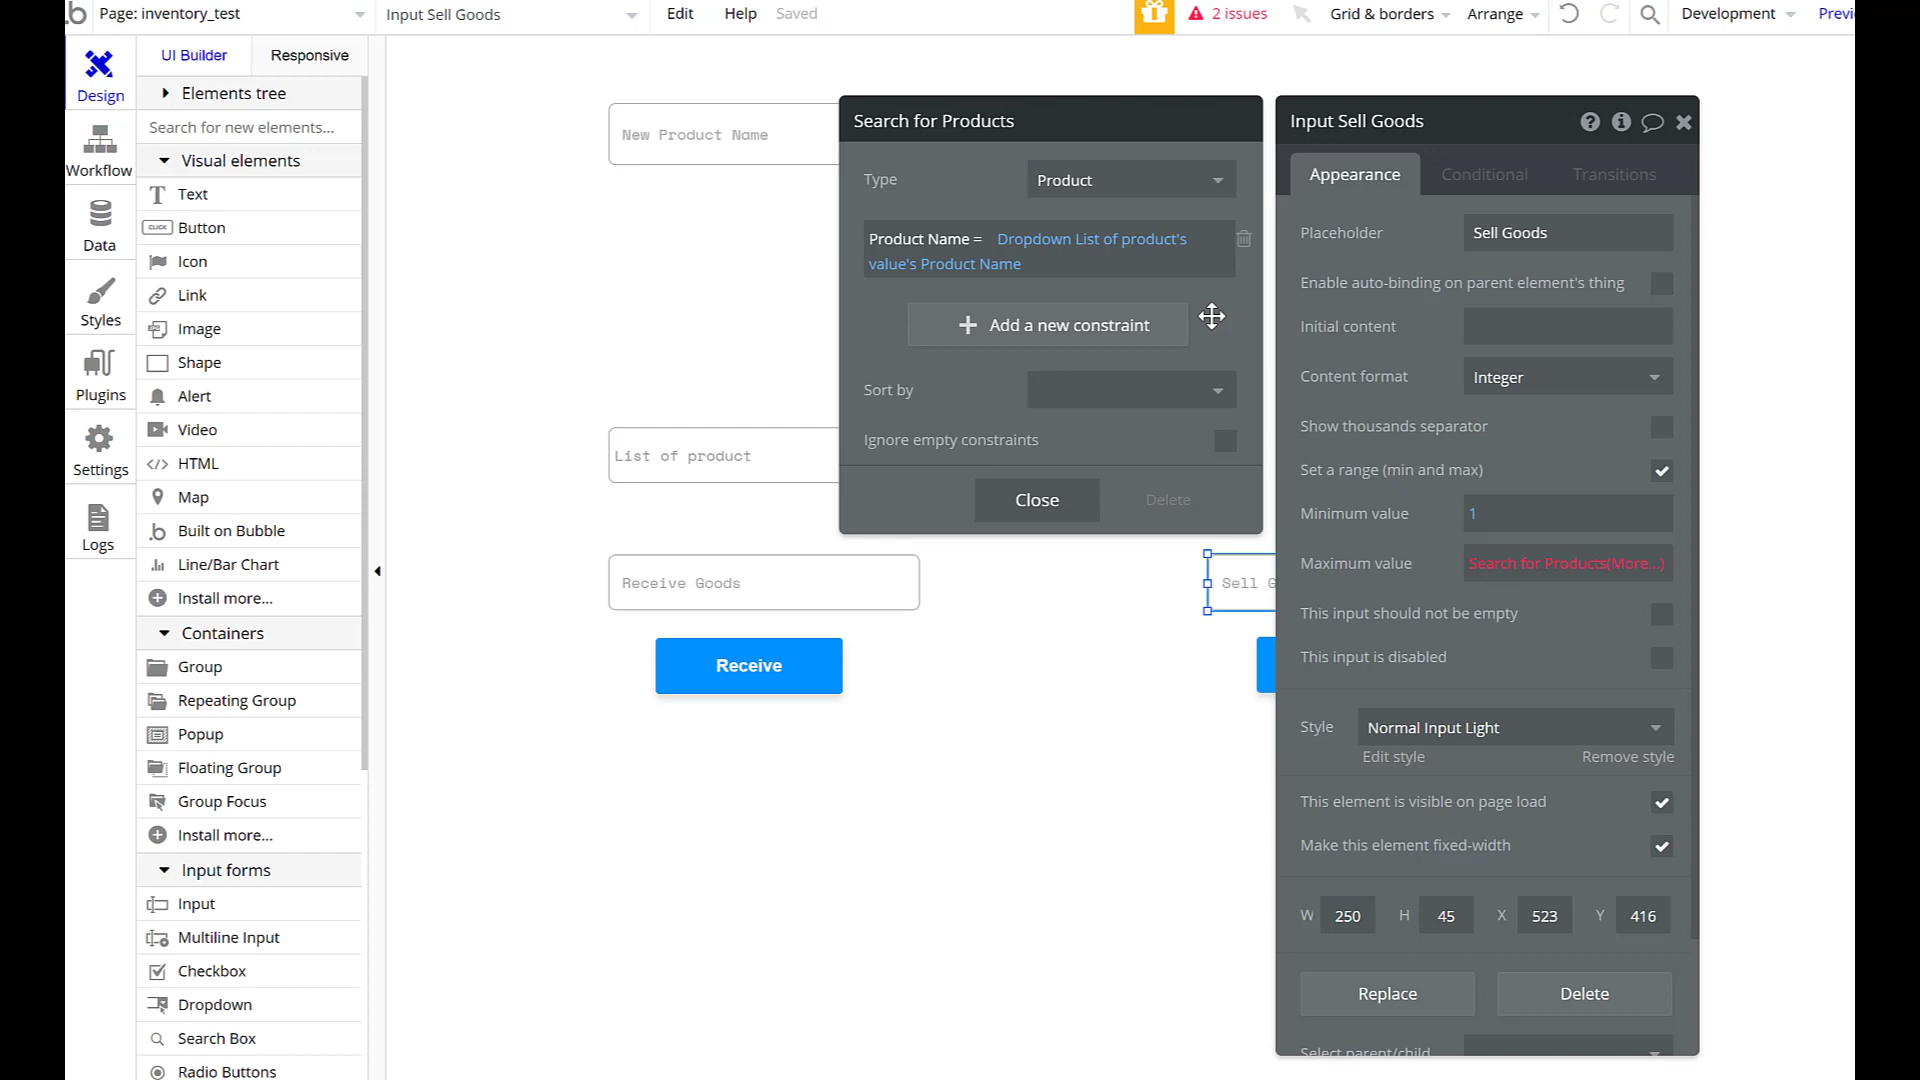 Page: inventory_test
Input Sell Goods
Edit
Help
Saved
2 issues
Grid & borders
Arrange
Development
Previ
Design
Workflow
Data
Styles
Plugins
Settings
Logs
UI Builder
Responsive
Elements tree
Search for new elements...
Visual elements
Text
CLICK
Button
Icon
Link
Image
Shape
Alert
Video
HTML
Map
Built on Bubble
Line/Bar Chart
Install more...
Containers
Group
Repeating Group
Popup
Floating Group
Group Focus
Install more...
Input forms
Input
Multiline Input
Checkbox
Dropdown
Search Box
Radio Buttons
New Product Name
List of product
Receive Goods
Receive
Sell G
Search for Products
Type
Product
Product Name = Dropdown List of product's
value's Product Name
Add a new constraint
Sort by
Ignore empty constraints
Close
Delete
Input Sell Goods
Appearance
Conditional
Transitions
Placeholder
Sell Goods
Enable auto-binding on parent element's thing
Initial content
Content format
Integer
Show thousands separator
Set a range (min and max)
Minimum value
1
Maximum value
Search for Products(More...)
This input should not be empty
This input is disabled
Style
Normal Input Light
Edit style
Remove style
This element is visible on page load
Make this element fixed-width
W 250 H 45 X 523 Y 416
Replace
Delete
Select parent/child